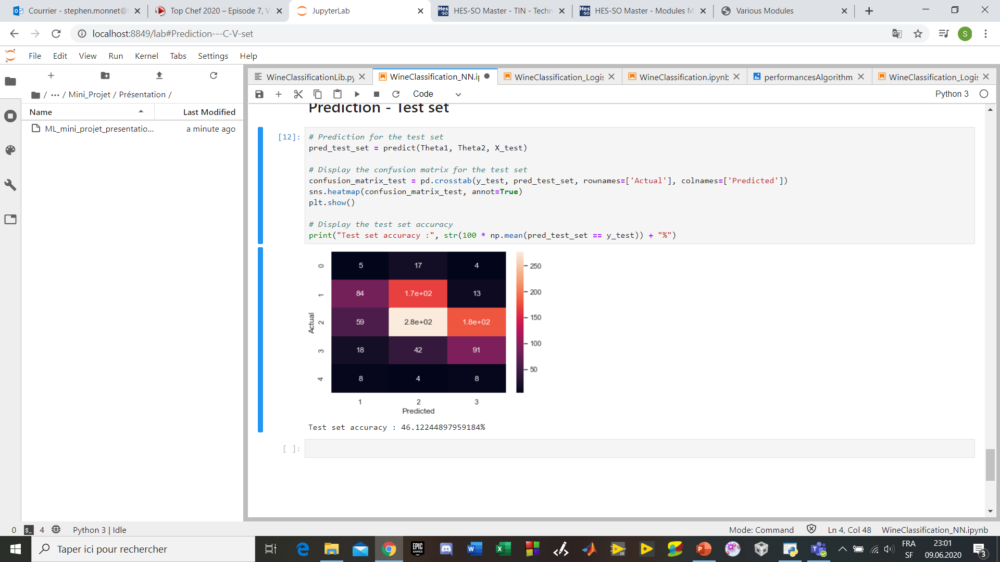 Courrier - stephen.monnet@
Top Chef 2020 – Episode 7, V
JupyterLab
HES-SO Master - TIN - Techn
HES-SO Master - Modules M
Various Modules
localhost:8849/lab#Prediction---C-V-set
S
File Edit View Run Kernel Tabs Settings Help
WineClassificationLib.py
WineClassification_NN.i
WineClassification_Logis
WineClassification.ipynb
performancesAlgorithm
WineClassification_Logis
Code
Python 3
/ ··· / Mini_Projet / Présentation /
Name Last Modified
ML_mini_projet_presentatio... a minute ago
Prediction - Test set
[12]:
# Prediction for the test set
pred_test_set = predict(Theta1, Theta2, X_test)
# Display the confusion matrix for the test set
confusion_matrix_test = pd.crosstab(y_test, pred_test_set, rownames=['Actual'], colnames=['Predicted'])
sns.heatmap(confusion_matrix_test, annot=True)
plt.show()
# Display the test set accuracy
print("Test set accuracy :", str(100 * np.mean(pred_test_set == y_test)) + "%")
0 5 17 4
1 84 1.7e+02 13
2 59 2.8e+02 1.8e+02
3 18 42 91
4 8 4 8
Actual
1 2 3
Predicted
250
200
150
100
50
Test set accuracy : 46.12244897959184%
[ ]:
0 $_ 4 Python 3 | Idle
Mode: Command Ln 4, Col 48 WineClassification_NN.ipynb
Taper ici pour rechercher
EPIC GAMES
FRA
SF
23:01
09.06.2020
3